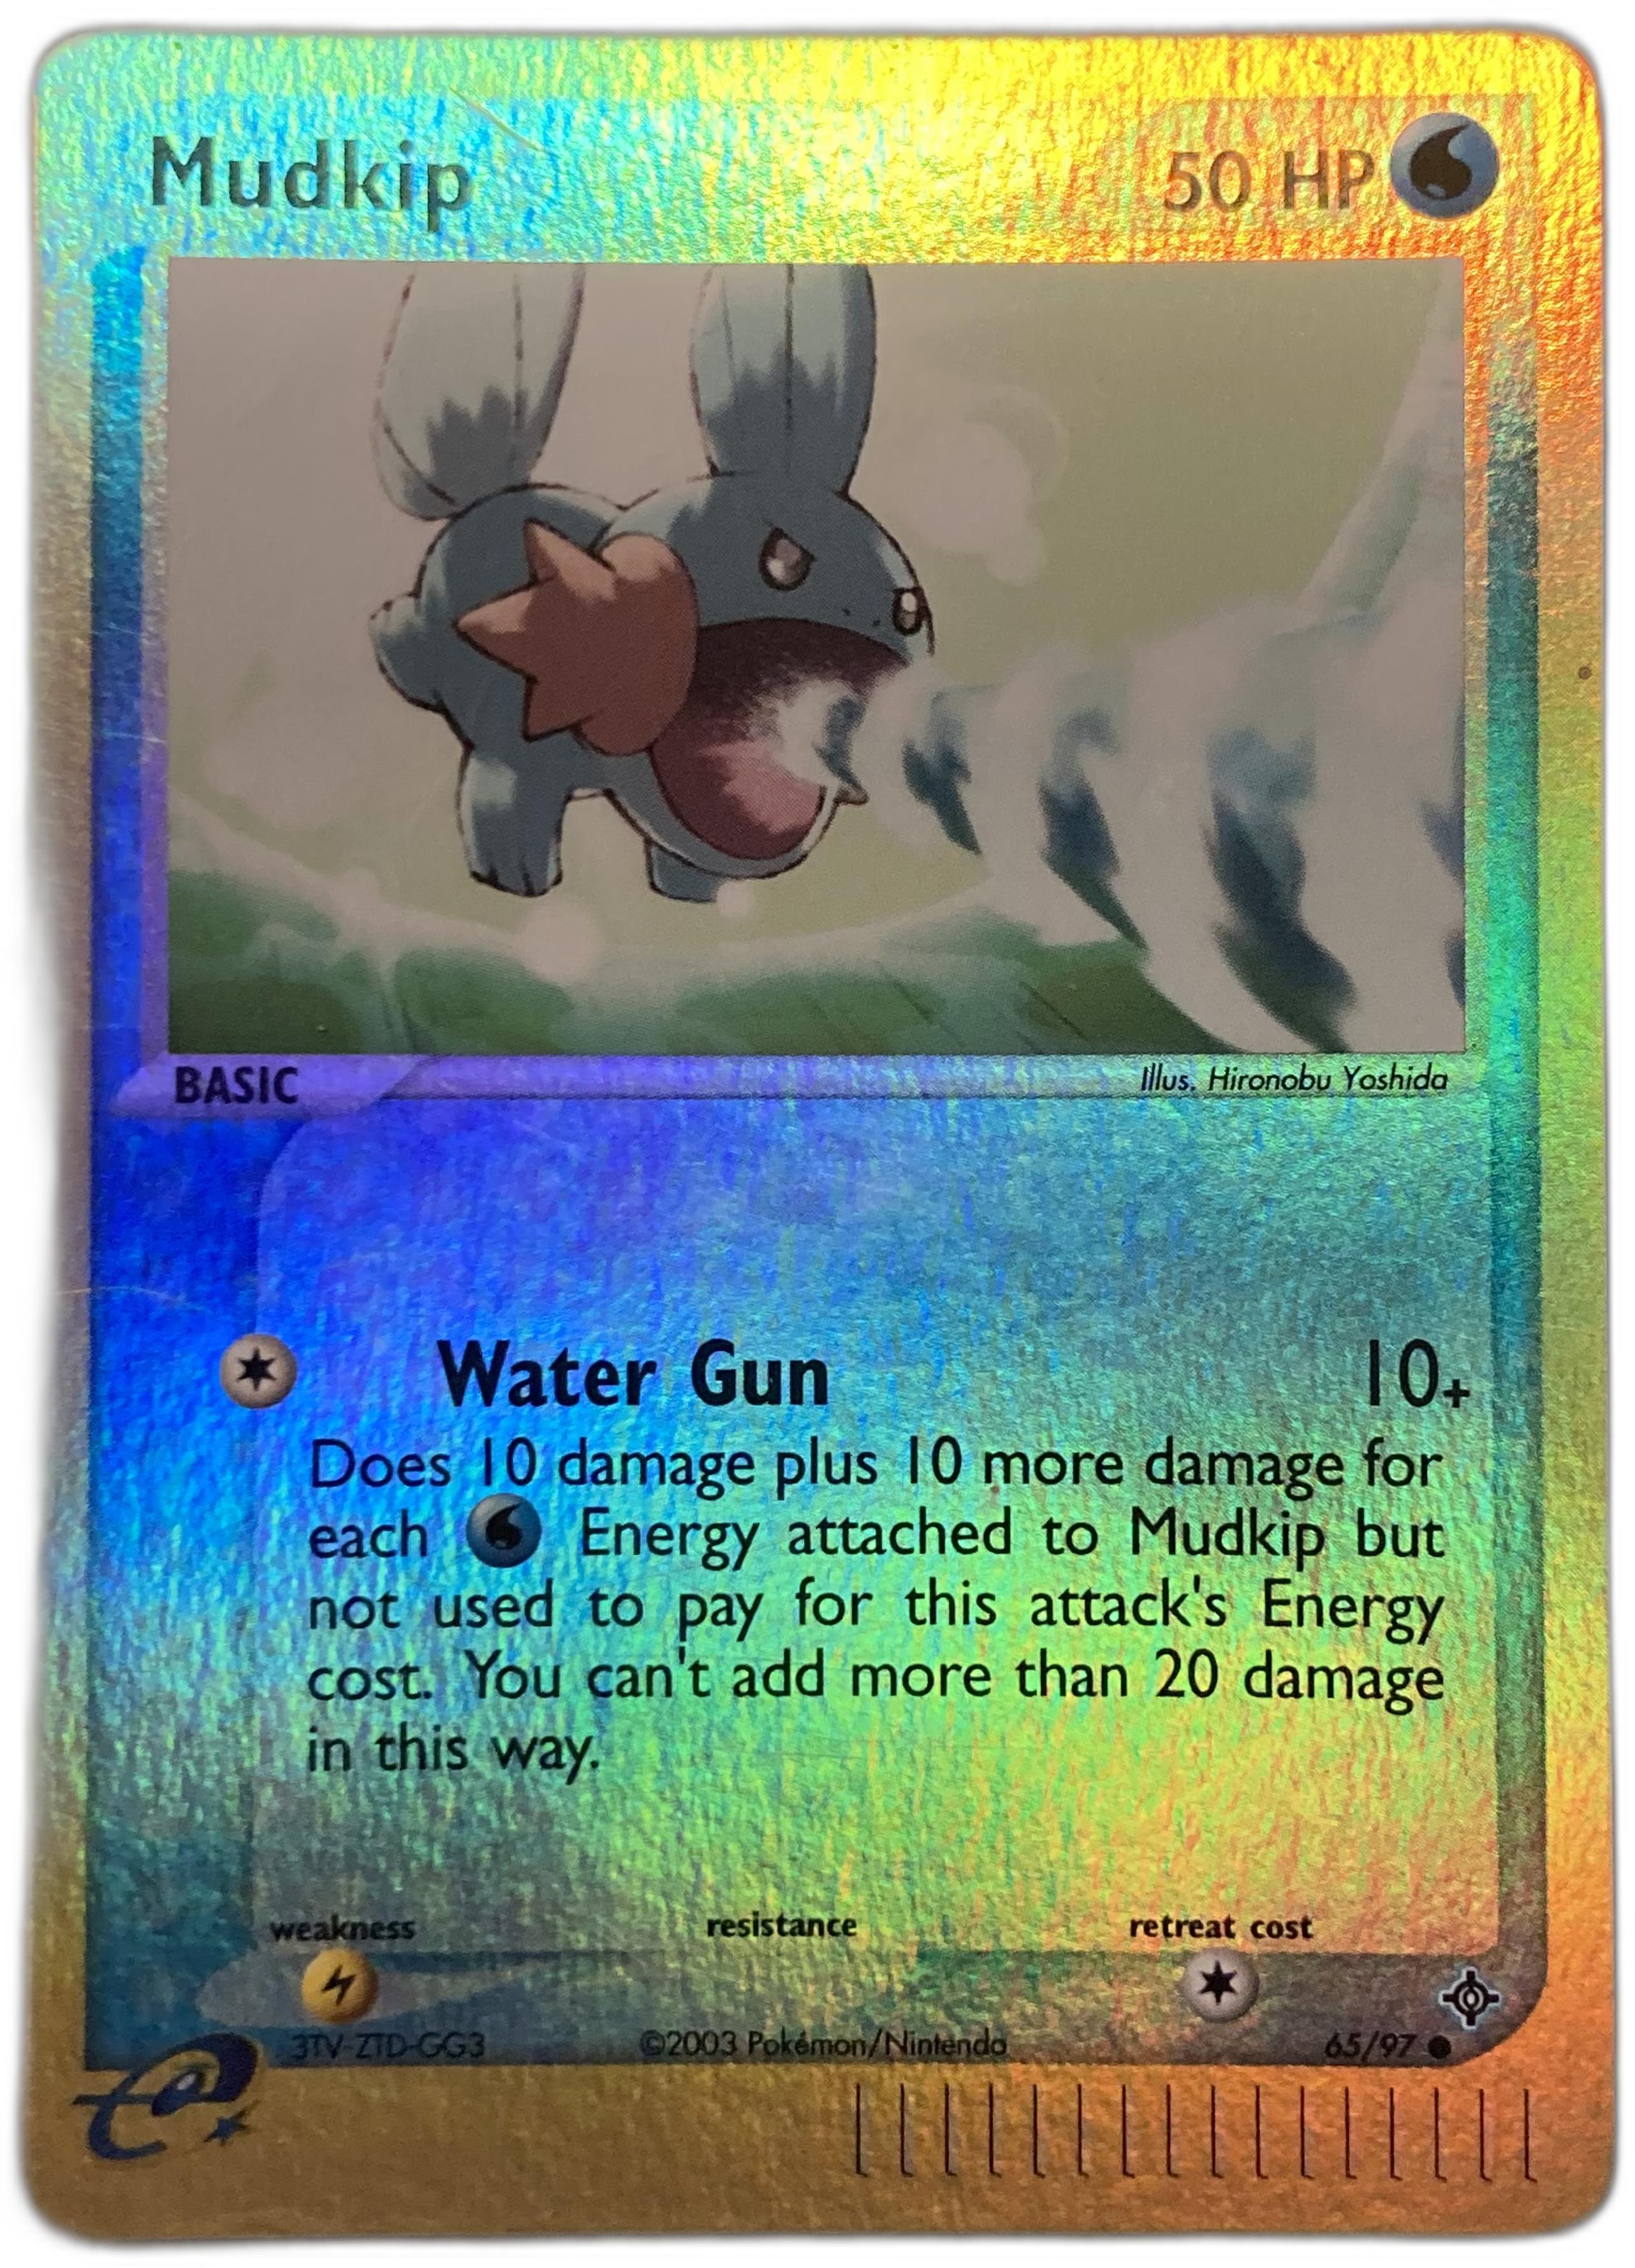 Mudkip
50 HP
BASIC
Illus. Hironobu Yoshida
Water Gun 10+
Does 10 damage plus 10 more damage for
each Energy attached to Mudkip but
not used to pay for this attack's Energy
cost. You can't add more than 20 damage
in this way.
weakness resistance retreat cost
3TV-ZTD-GG3 ©2003 Pokémon/Nintendo 65/97
e